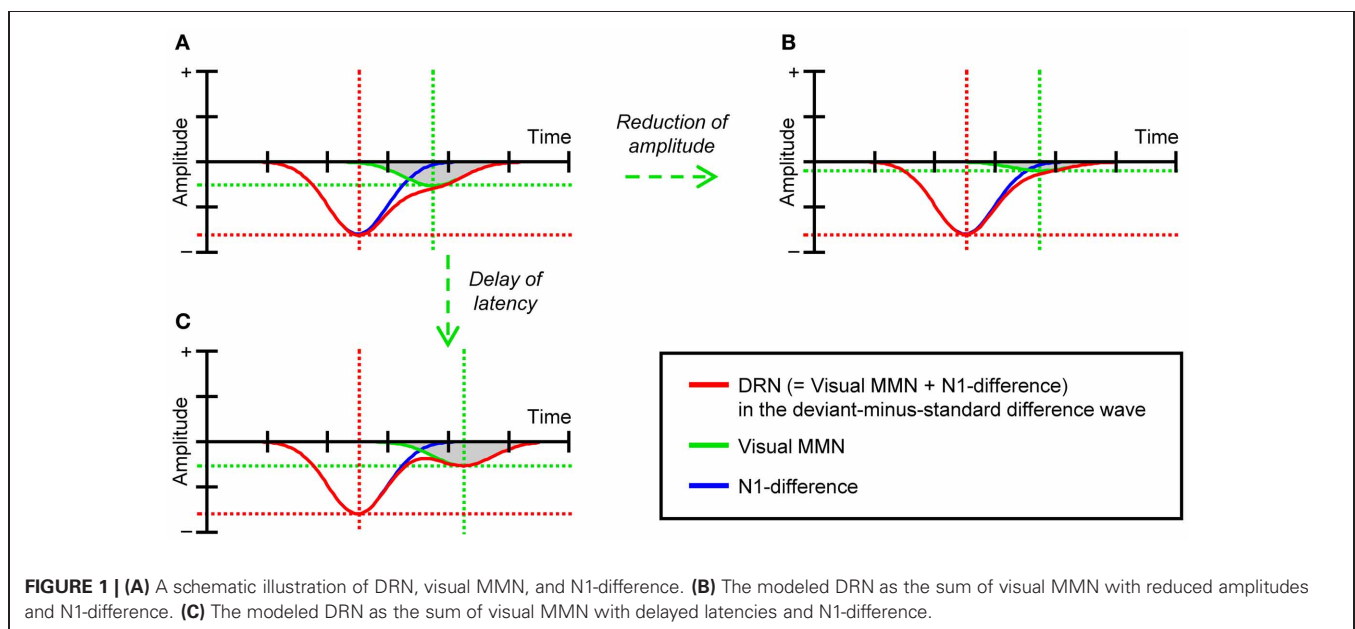 A
+
Amplitude
–
Time
Reduction of
amplitude
B
+
Amplitude
–
Time
Delay of
latency
C
+
Amplitude
–
Time
DRN (= Visual MMN + N1-difference)
in the deviant-minus-standard difference wave
Visual MMN
N1-difference
FIGURE 1 | (A) A schematic illustration of DRN, visual MMN, and N1-difference. (B) The modeled DRN as the sum of visual MMN with reduced amplitudes
and N1-difference. (C) The modeled DRN as the sum of visual MMN with delayed latencies and N1-difference.